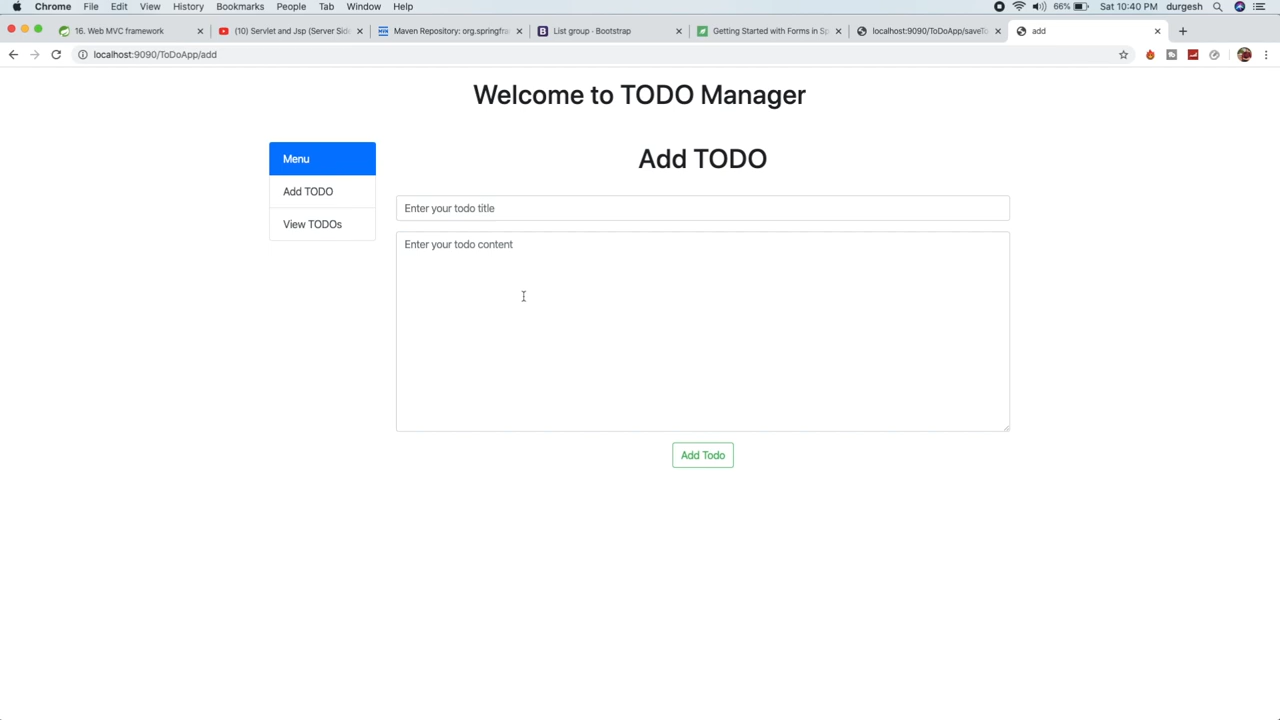 Chrome File Edit View History Bookmarks People Tab Window Help 66% Sat 10:40 PM durgesh
16. Web MVC framework (10) Servlet and Jsp (Server Sid Maven Repository: org.springfra List group · Bootstrap Getting Started with Forms in Sp localhost:9090/ToDoApp/saveTo add
localhost:9090/ToDoApp/add
Welcome to TODO Manager
Menu
Add TODO
View TODOs
Add TODO
Enter your todo title
Enter your todo content
Add Todo